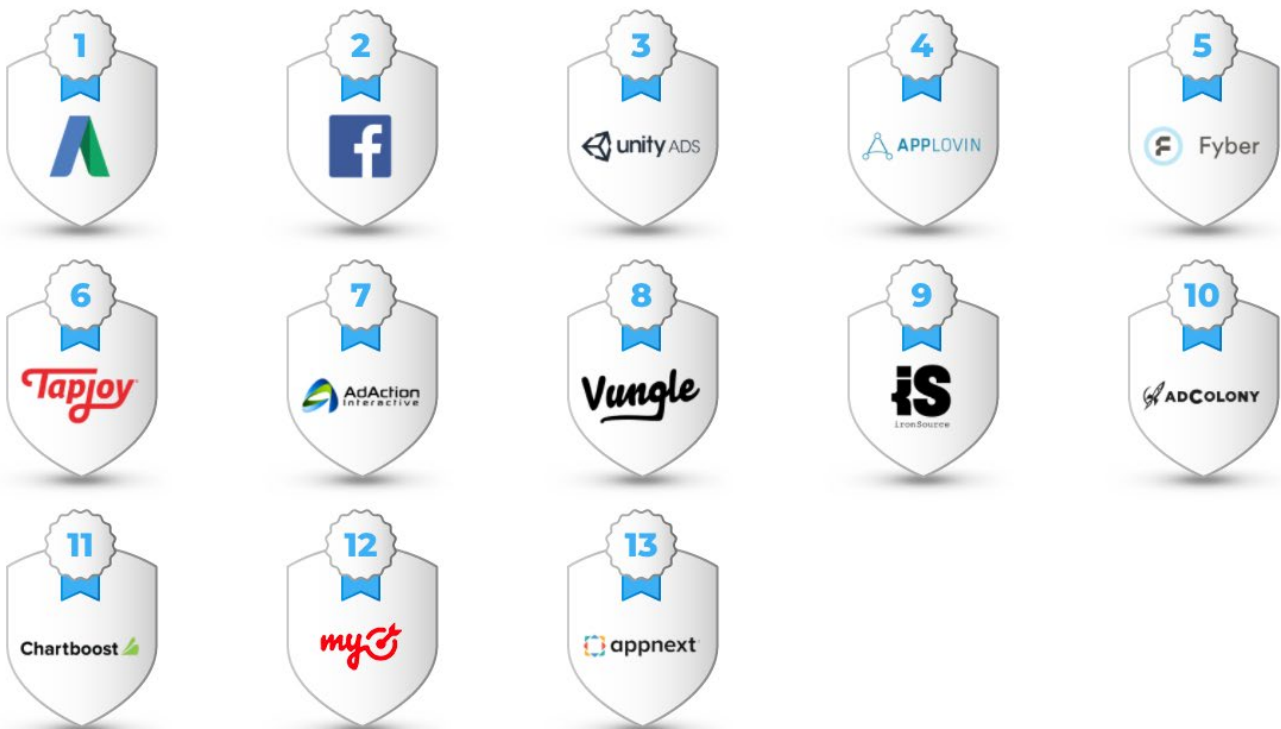 1
2
3
4
5
f
unity ADS
APPLOVIN
F Fyber
6
7
8
9
10
Tapjoy
AdAction
Interactive
Vungle
iS
ironSource
ADCOLONY
11
12
13
Chartboost
my
appnext